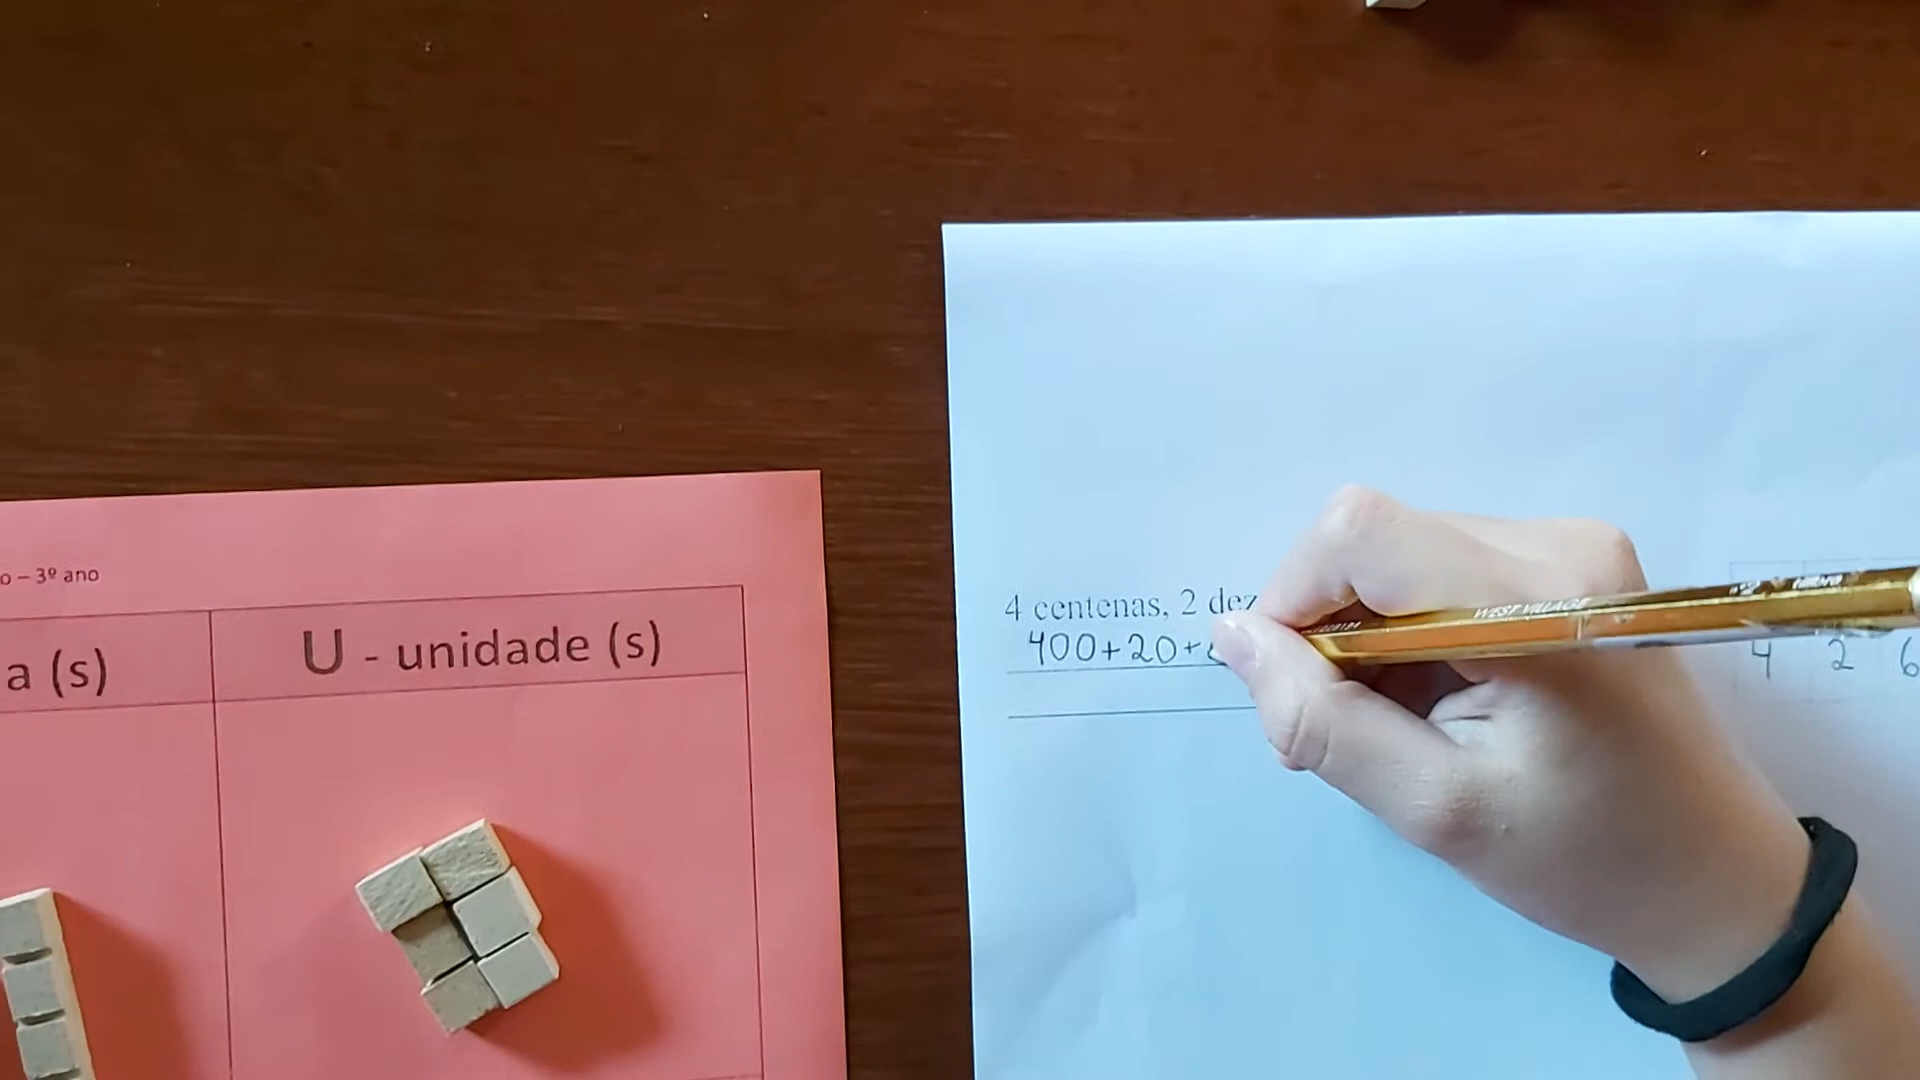 o – 3º ano
a (s)
U - unidade (s)
4 centenas, 2 dez
400+20+
WEST VILLAGE
4 2 6